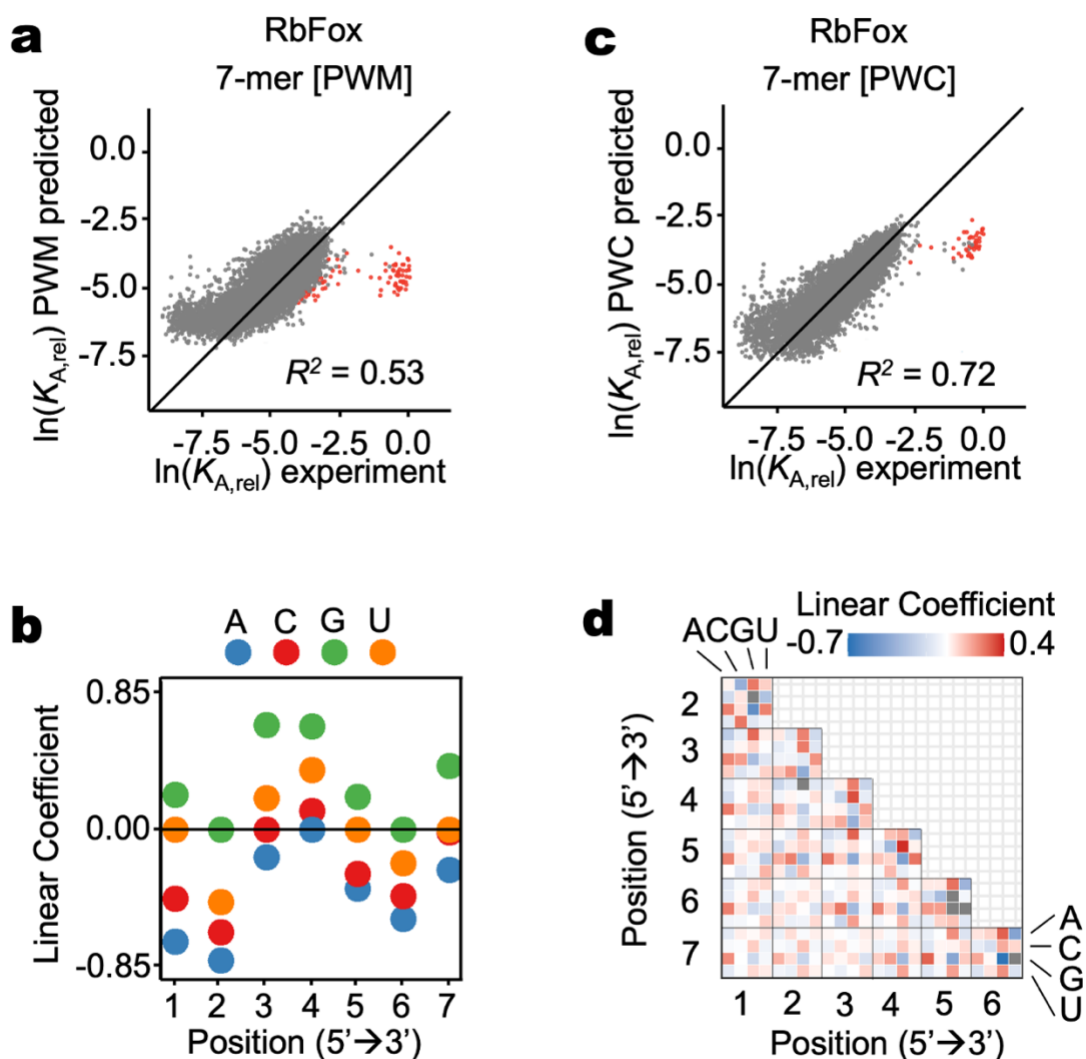 a
RbFox
7-mer [PWM]
ln(K_A,rel) PWM predicted
0.0
-2.5
-5.0
-7.5
R² = 0.53
-7.5 -5.0 -2.5 0.0
ln(K_A,rel) experiment
c
RbFox
7-mer [PWC]
ln(K_A,rel) PWC predicted
0.0
-2.5
-5.0
-7.5
R² = 0.72
-7.5 -5.0 -2.5 0.0
ln(K_A,rel) experiment
b
A C G U
Linear Coefficient
0.85
0.00
-0.85
1 2 3 4 5 6 7
Position (5’→3’)
d
Linear Coefficient
ACGU
-0.7 0.4
Position (5’→3’)
2
3
4
5
6
7
A
C
G
U
1 2 3 4 5 6
Position (5’→3’)